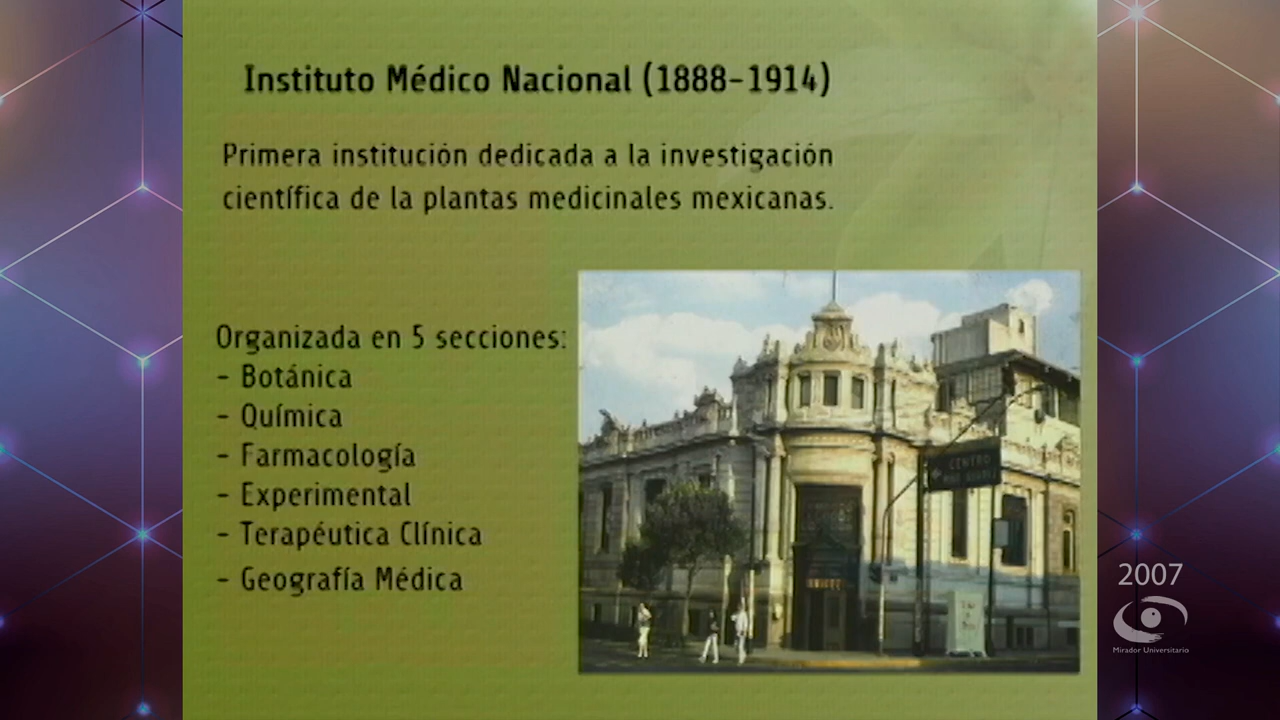 Instituto Médico Nacional (1888-1914)
Primera institución dedicada a la investigación
científica de la plantas medicinales mexicanas.
Organizada en 5 secciones:
- Botánica
- Química
- Farmacología
- Experimental
- Terapéutica Clínica
- Geografía Médica
CENTRO
2007
Mirador Universitario